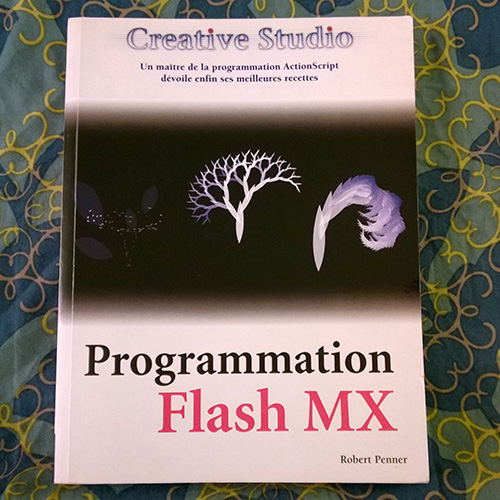 Creative Studio
Un maître de la programmation ActionScript
dévoile enfin ses meilleures recettes
Programmation
Flash MX
Robert Penner